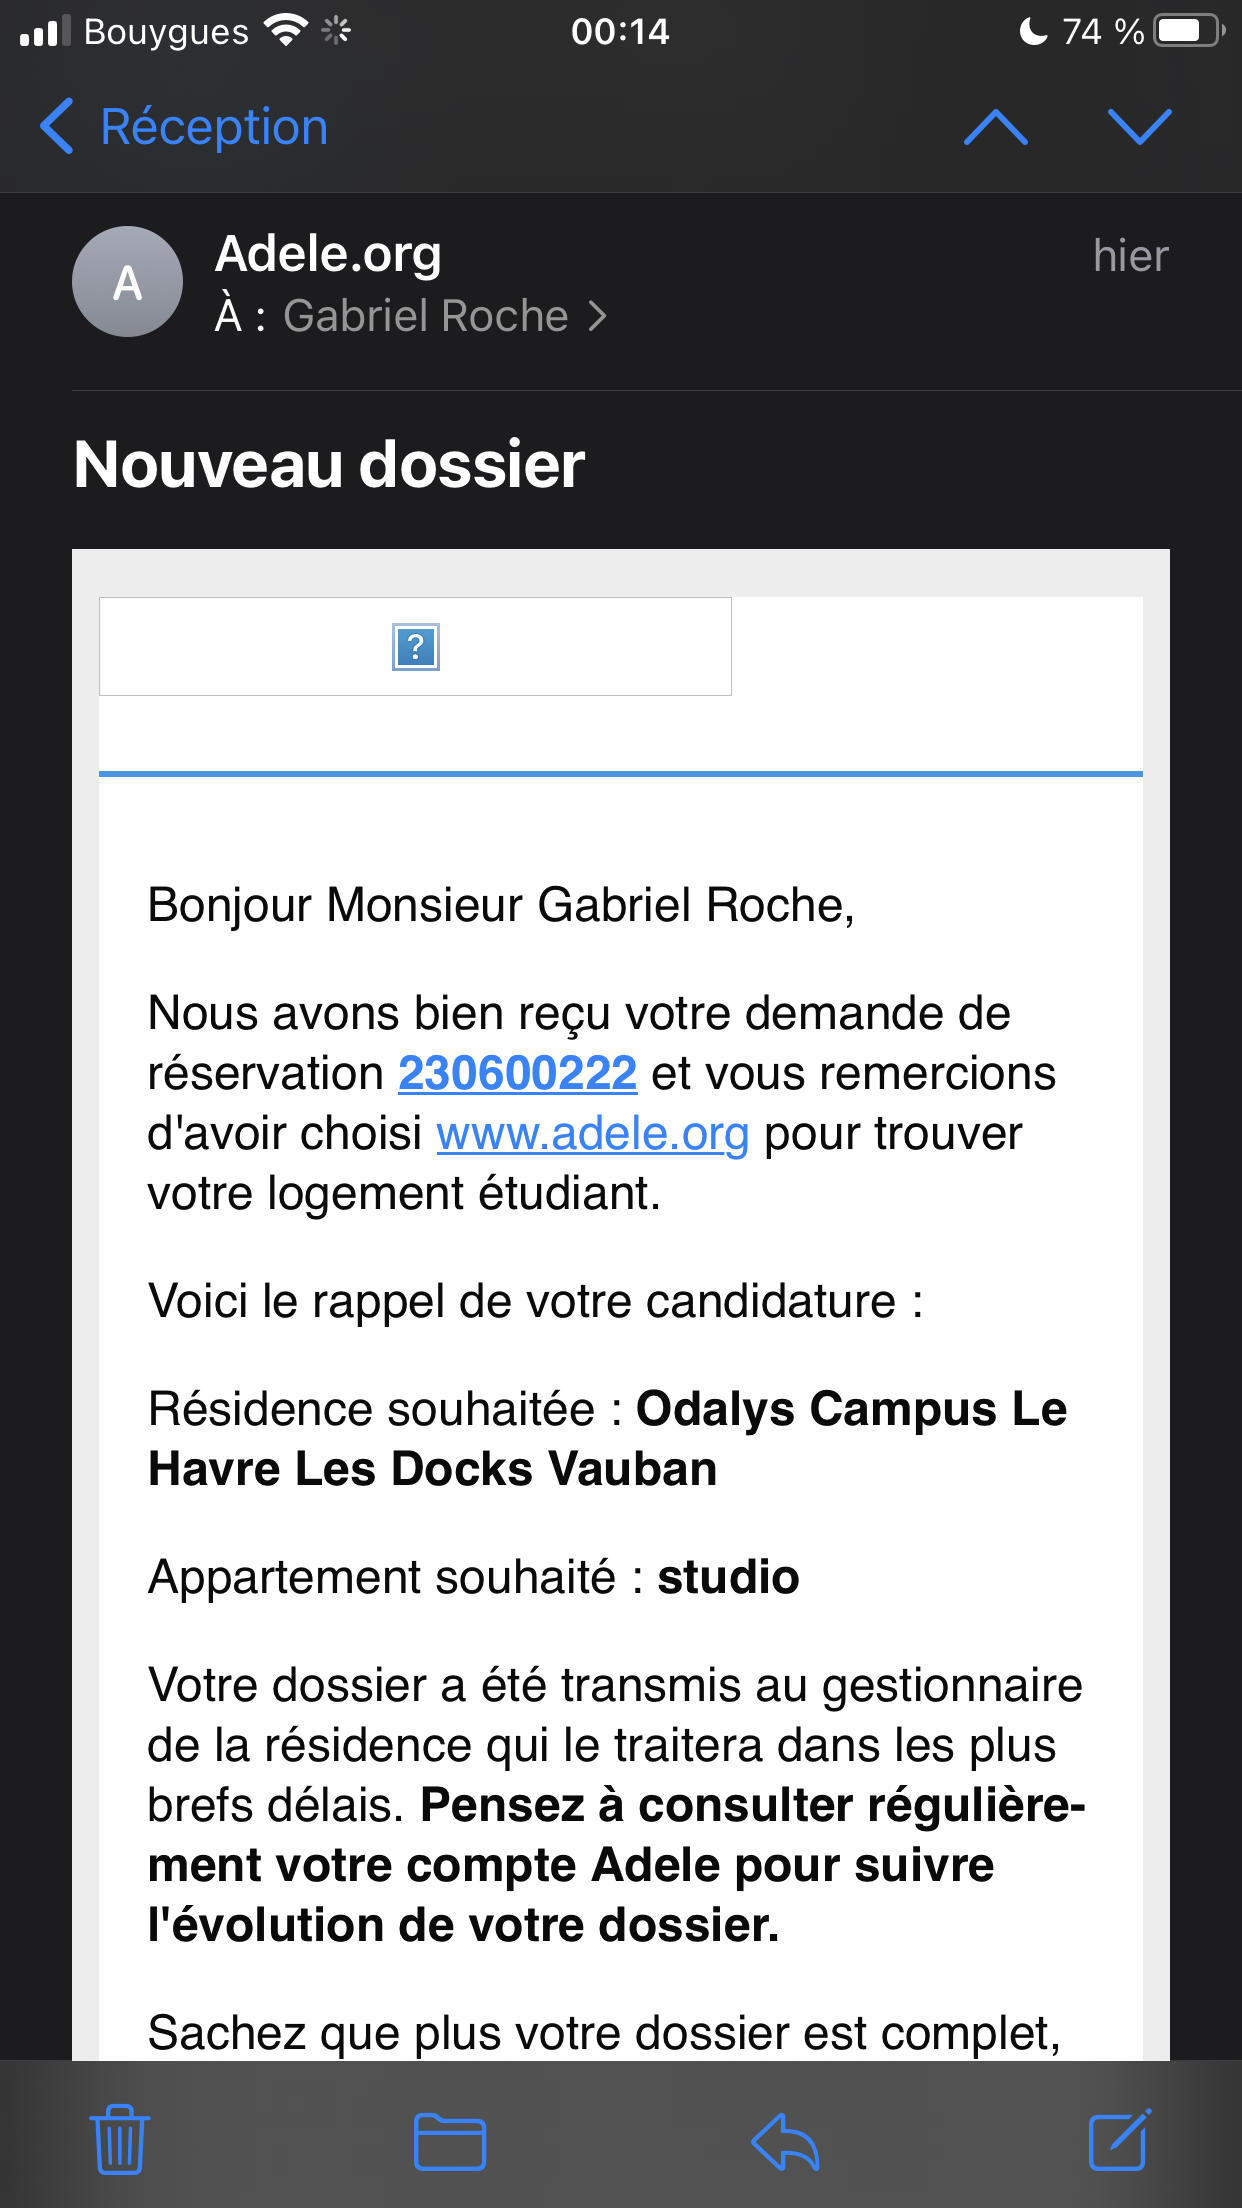 Bouygues 00:14 74 %
Réception
A
Adele.org hier
À : Gabriel Roche
Nouveau dossier
?
Bonjour Monsieur Gabriel Roche,
Nous avons bien reçu votre demande de
réservation 230600222 et vous remercions
d'avoir choisi www.adele.org pour trouver
votre logement étudiant.
Voici le rappel de votre candidature :
Résidence souhaitée : Odalys Campus Le
Havre Les Docks Vauban
Appartement souhaité : studio
Votre dossier a été transmis au gestionnaire
de la résidence qui le traitera dans les plus
brefs délais. Pensez à consulter régulière-
ment votre compte Adele pour suivre
l'évolution de votre dossier.
Sachez que plus votre dossier est complet,